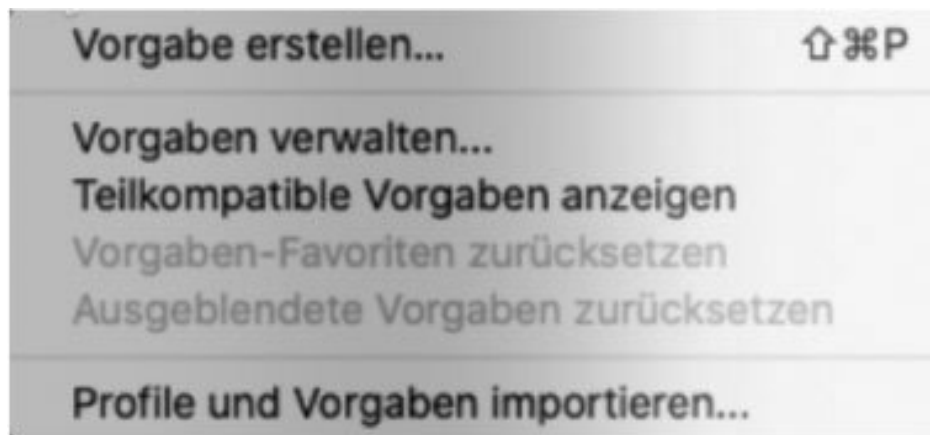 Vorgabe erstellen... ⇧⌘P
Vorgaben verwalten...
Teilkompatible Vorgaben anzeigen
Vorgaben-Favoriten zurücksetzen
Ausgeblendete Vorgaben zurücksetzen
Profile und Vorgaben importieren...